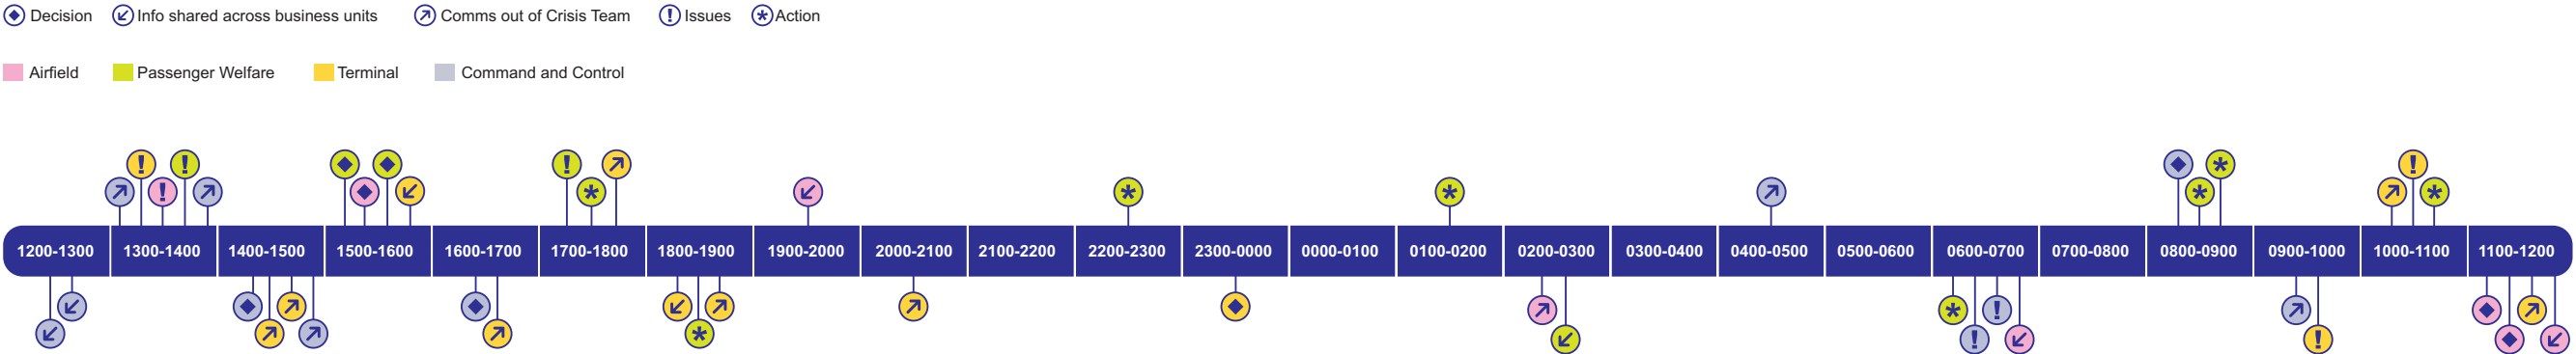 Decision Info shared across business units Comms out of Crisis Team Issues Action
Airfield Passenger Welfare Terminal Command and Control
1200-1300 1300-1400 1400-1500 1500-1600 1600-1700 1700-1800 1800-1900 1900-2000 2000-2100 2100-2200 2200-2300 2300-0000 0000-0100 0100-0200 0200-0300 0300-0400 0400-0500 0500-0600 0600-0700 0700-0800 0800-0900 0900-1000 1000-1100 1100-1200